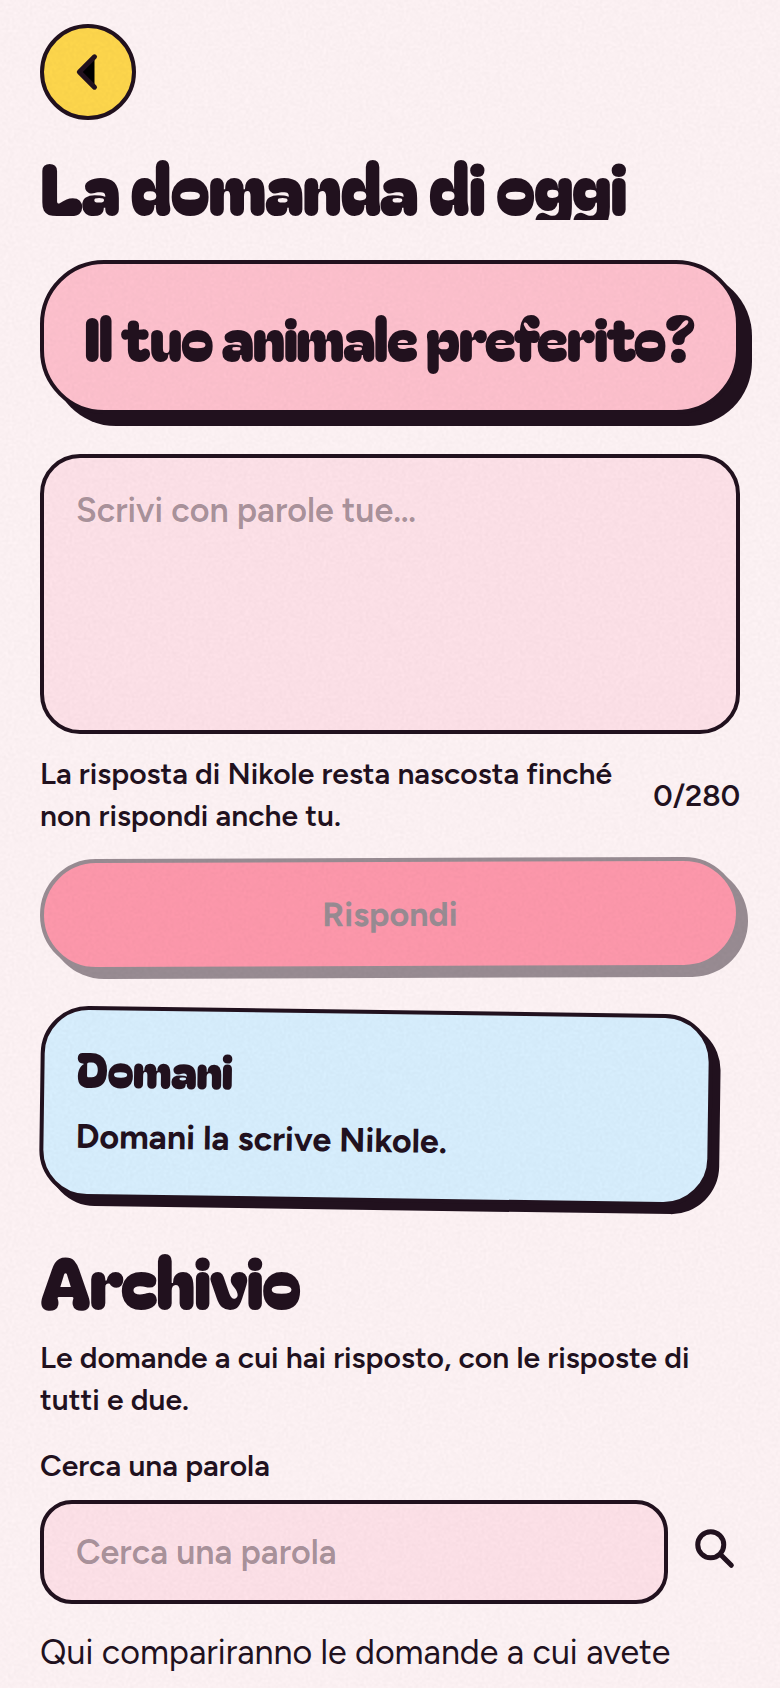 La domanda di oggi
Il tuo animale preferito?
Scrivi con parole tue...
La risposta di Nikole resta nascosta finché
non rispondi anche tu.
0/280
Rispondi
Domani
Domani la scrive Nikole.
Archivio
Le domande a cui hai risposto, con le risposte di
tutti e due.
Cerca una parola
Cerca una parola
Qui compariranno le domande a cui avete